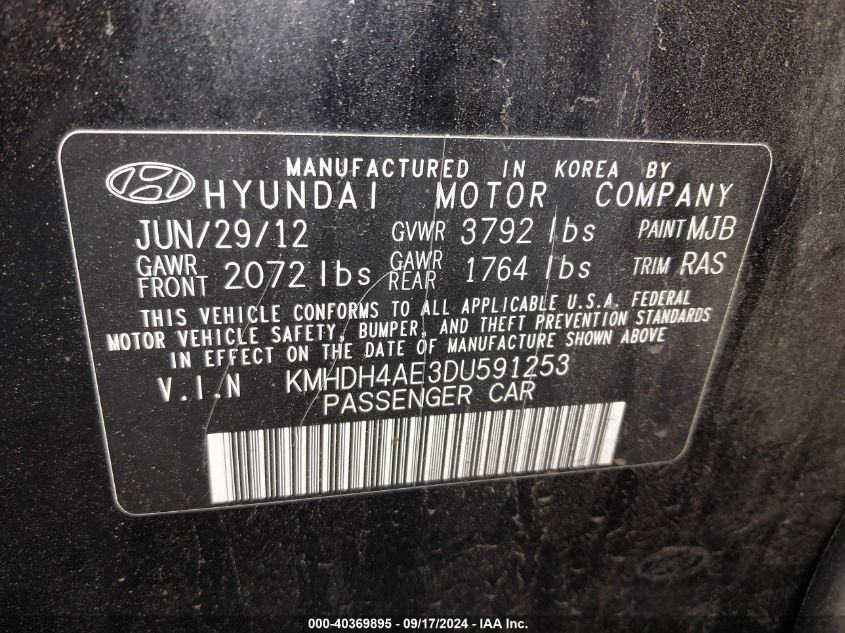 MANUFACTURED IN KOREA BY
HYUNDAI MOTOR COMPANY
JUN/29/12 GVWR 3792 lbs PAINT MJB
GAWR FRONT 2072 lbs GAWR REAR 1764 lbs TRIM RAS
THIS VEHICLE CONFORMS TO ALL APPLICABLE U.S.A. FEDERAL
MOTOR VEHICLE SAFETY, BUMPER, AND THEFT PREVENTION STANDARDS
IN EFFECT ON THE DATE OF MANUFACTURE SHOWN ABOVE
V.I.N KMHDH4AE3DU591253
PASSENGER CAR
000-40369895 - 09/17/2024 - IAA Inc.